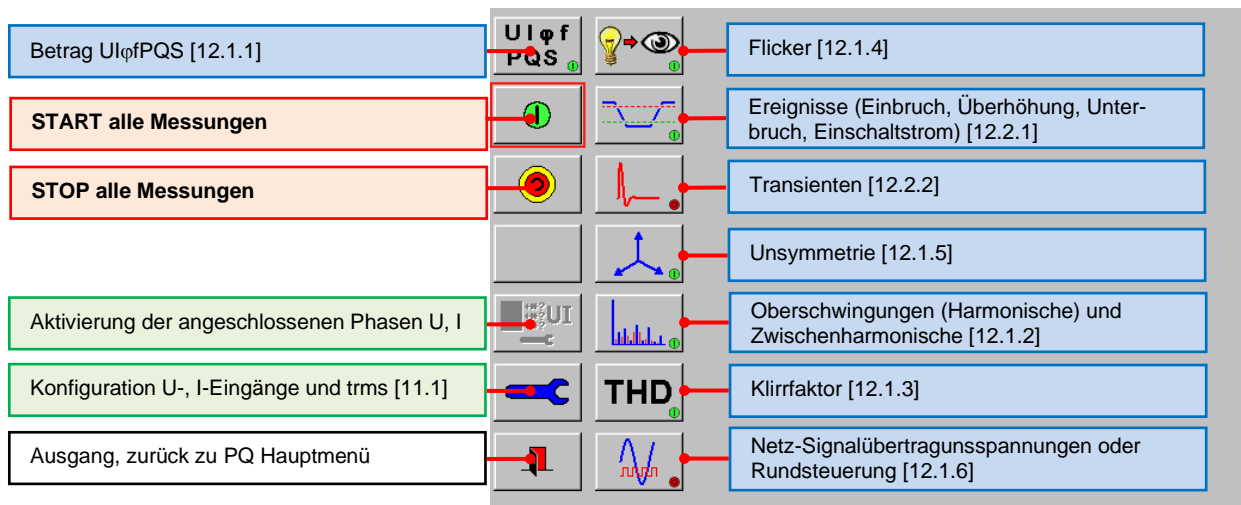 Betrag UIφfPQS [12.1.1]
UIφf
PQS
Flicker [12.1.4]
START alle Messungen
Ereignisse (Einbruch, Überhöhung, Unter-
bruch, Einschaltstrom) [12.2.1]
STOP alle Messungen
Transienten [12.2.2]
Unsymmetrie [12.1.5]
Aktivierung der angeschlossenen Phasen U, I
UI
Oberschwingungen (Harmonische) und
Zwischenharmonische [12.1.2]
Konfiguration U-, I-Eingänge und trms [11.1]
THD
Klirrfaktor [12.1.3]
Ausgang, zurück zu PQ Hauptmenü
Netz-Signalübertragunsspannungen oder
Rundsteuerung [12.1.6]